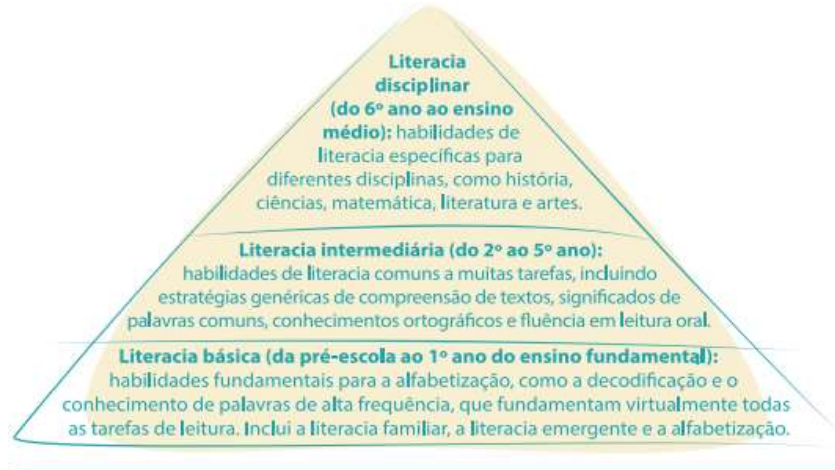 Literacia
disciplinar
(do 6º ano ao ensino
médio): habilidades de
literacia específicas para
diferentes disciplinas, como história,
ciências, matemática, literatura e artes.
Literacia intermediária (do 2º ao 5º ano):
habilidades de literacia comuns a muitas tarefas, incluindo
estratégias genéricas de compreensão de textos, significados de
palavras comuns, conhecimentos ortográficos e fluência em leitura oral.
Literacia básica (da pré-escola ao 1º ano do ensino fundamental):
habilidades fundamentais para a alfabetização, como a decodificação e o
conhecimento de palavras de alta frequência, que fundamentam virtualmente todas
as tarefas de leitura. Inclui a literacia familiar, a literacia emergente e a alfabetização.